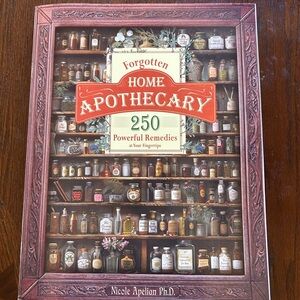 Forgotten
HOME
APOTHECARY
250
Powerful Remedies
at Your Fingertips
Nicole Apelian Ph.D.